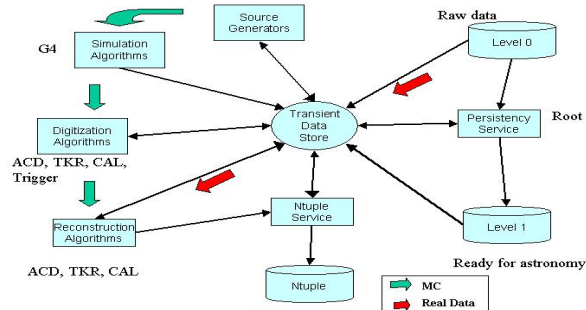 Source
Generators
Raw data
Level 0
G4
Simulation
Algorithms
Transient
Data
Store
Persistency
Service
Root
Digitization
Algorithms
ACD, TKR, CAL,
Trigger
Ntuple
Service
Reconstruction
Algorithms
Level 1
ACD, TKR, CAL
Ready for astronomy
Ntuple
MC
Real Data